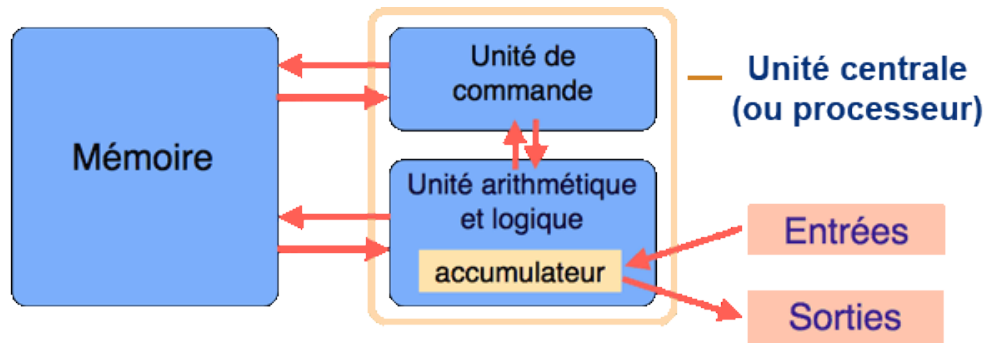 Mémoire
Unité de
commande
Unité arithmétique
et logique
accumulateur
Unité centrale
(ou processeur)
Entrées
Sorties